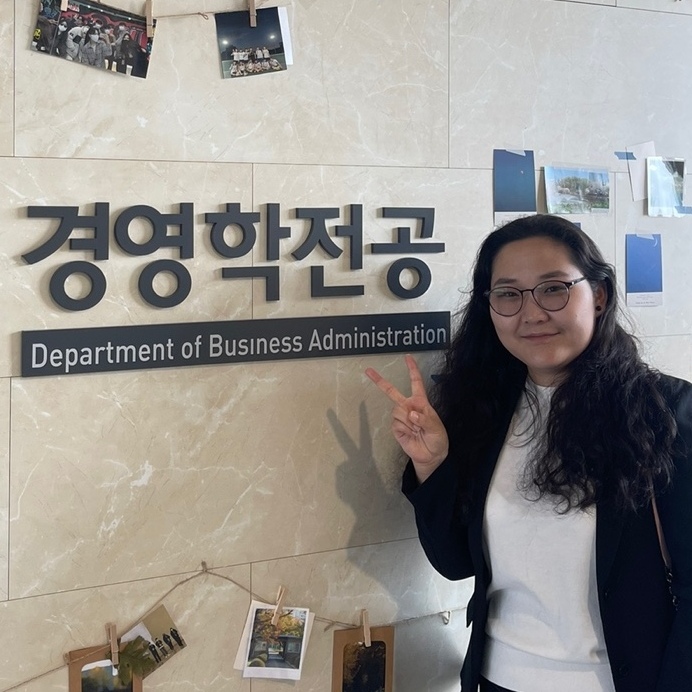 경영학전공
Department of Business Administration